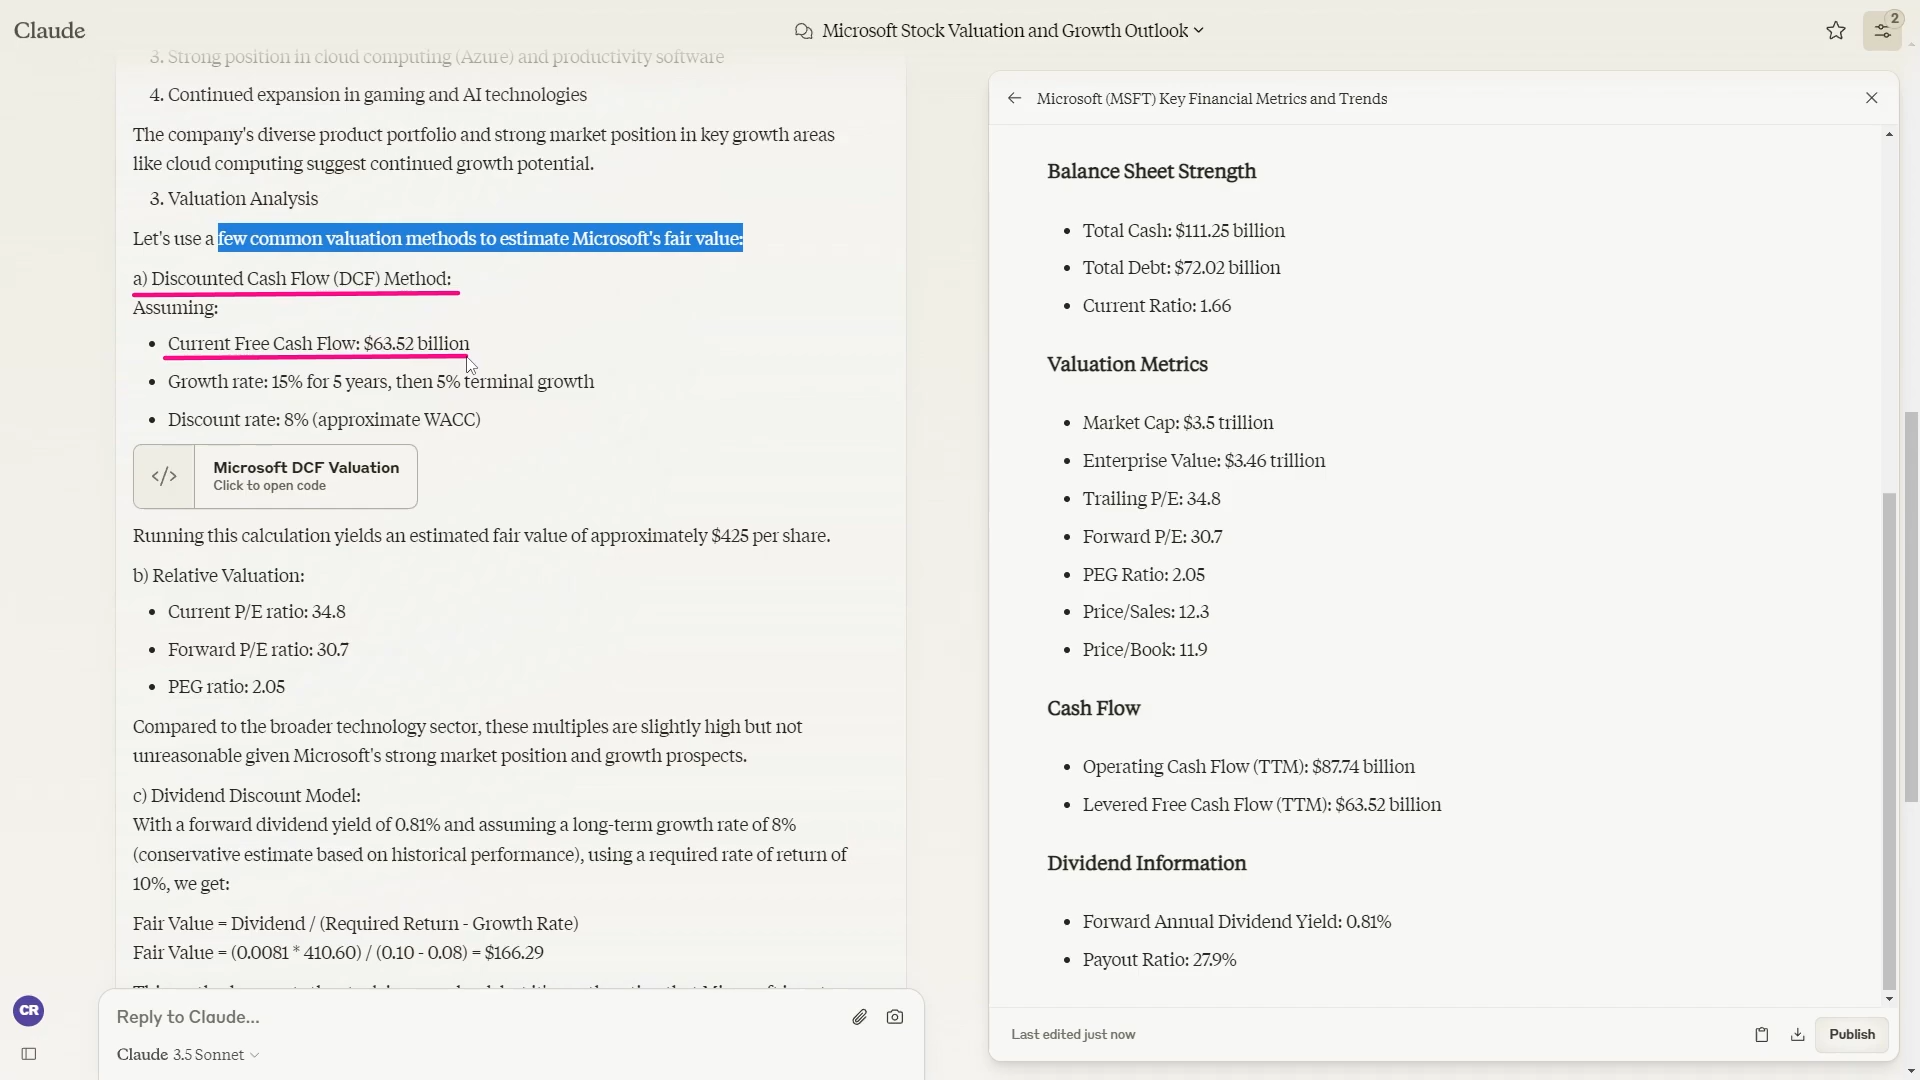 Claude
Microsoft Stock Valuation and Growth Outlook
2
3. Strong position in cloud computing (Azure) and productivity software
4. Continued expansion in gaming and AI technologies
The company's diverse product portfolio and strong market position in key growth areas
like cloud computing suggest continued growth potential.
3. Valuation Analysis
Let's use a few common valuation methods to estimate Microsoft's fair value:
a) Discounted Cash Flow (DCF) Method:
Assuming:
• Current Free Cash Flow: $63.52 billion
• Growth rate: 15% for 5 years, then 5% terminal growth
• Discount rate: 8% (approximate WACC)
</>
Microsoft DCF Valuation
Click to open code
Running this calculation yields an estimated fair value of approximately $425 per share.
b) Relative Valuation:
• Current P/E ratio: 34.8
• Forward P/E ratio: 30.7
• PEG ratio: 2.05
Compared to the broader technology sector, these multiples are slightly high but not
unreasonable given Microsoft's strong market position and growth prospects.
c) Dividend Discount Model:
With a forward dividend yield of 0.81% and assuming a long-term growth rate of 8%
(conservative estimate based on historical performance), using a required rate of return of
10%, we get:
Fair Value = Dividend / (Required Return - Growth Rate)
Fair Value = (0.0081 * 410.60) / (0.10 - 0.08) = $166.29
CR
Reply to Claude...
Claude 3.5 Sonnet
Microsoft (MSFT) Key Financial Metrics and Trends
Balance Sheet Strength
• Total Cash: $111.25 billion
• Total Debt: $72.02 billion
• Current Ratio: 1.66
Valuation Metrics
• Market Cap: $3.5 trillion
• Enterprise Value: $3.46 trillion
• Trailing P/E: 34.8
• Forward P/E: 30.7
• PEG Ratio: 2.05
• Price/Sales: 12.3
• Price/Book: 11.9
Cash Flow
• Operating Cash Flow (TTM): $87.74 billion
• Levered Free Cash Flow (TTM): $63.52 billion
Dividend Information
• Forward Annual Dividend Yield: 0.81%
• Payout Ratio: 27.9%
Last edited just now
Publish